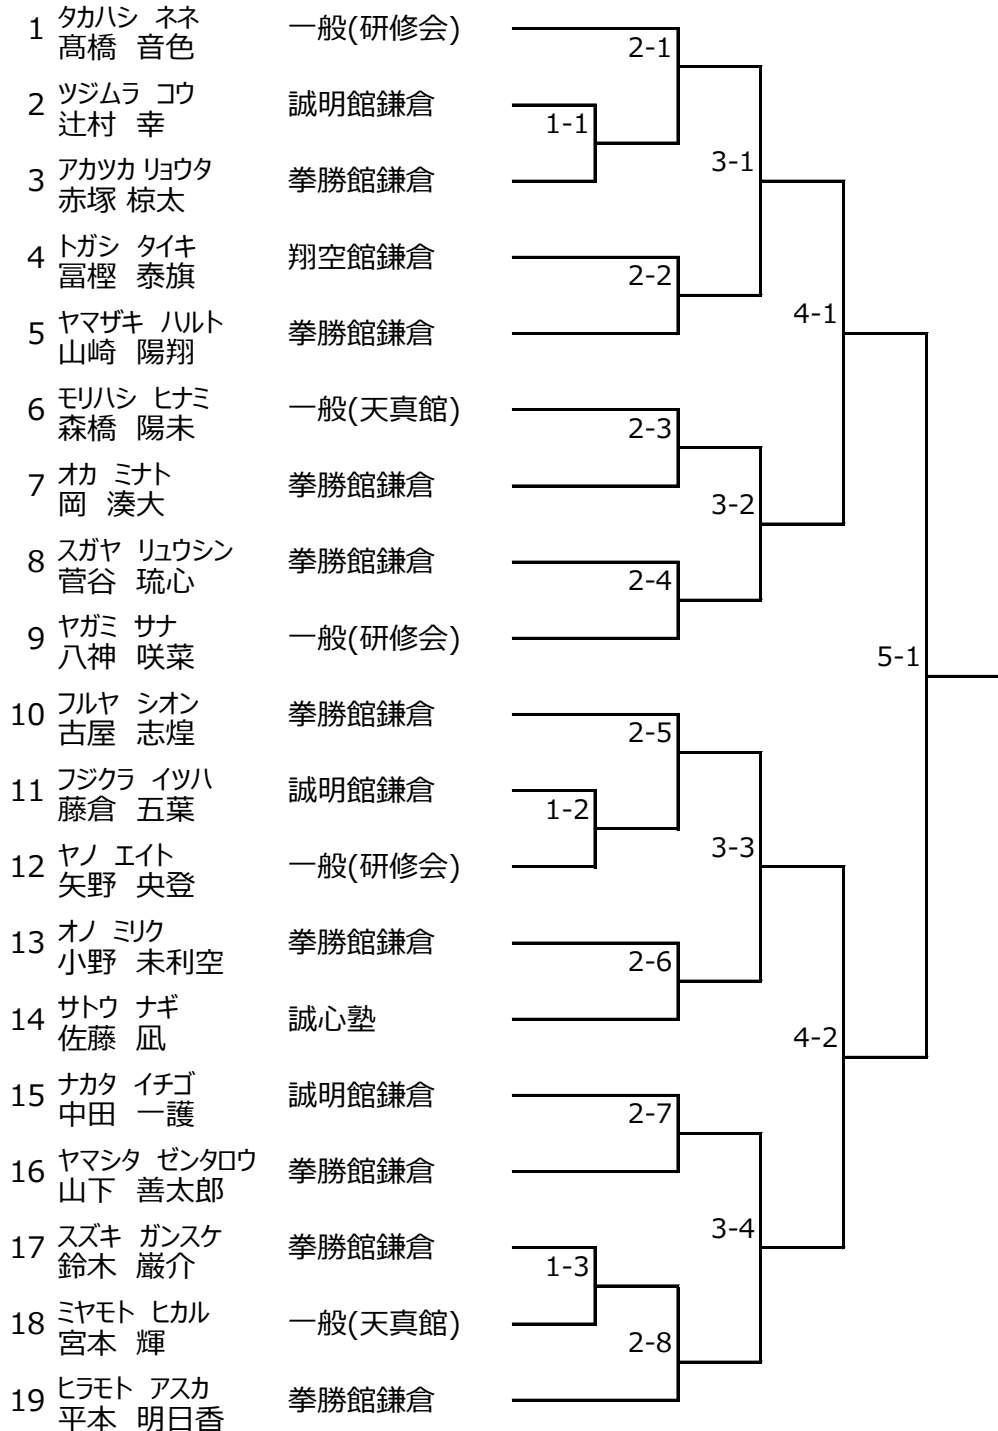 タカハシ ネネ
1 髙橋 音色 一般(研修会)
2-1
ツジムラ コウ
2 辻村 幸 誠明館鎌倉
1-1
アカツカ リョウタ
3 赤塚 椋太 拳勝館鎌倉
3-1
トガシ タイキ
4 冨樫 泰旗 翔空館鎌倉
2-2
ヤマザキ ハルト
5 山崎 陽翔 拳勝館鎌倉
4-1
モリハシ ヒナミ
6 森橋 陽未 一般(天真館)
2-3
オカ ミナト
7 岡 湊大 拳勝館鎌倉
3-2
スガヤ リュウシン
8 菅谷 琉心 拳勝館鎌倉
2-4
ヤガミ サナ
9 八神 咲菜 一般(研修会)
5-1
フルヤ シオン
10 古屋 志煌 拳勝館鎌倉
2-5
フジクラ イツハ
11 藤倉 五葉 誠明館鎌倉
1-2
ヤノ エイト
12 矢野 央登 一般(研修会)
3-3
オノ ミリク
13 小野 未利空 拳勝館鎌倉
2-6
サトウ ナギ
14 佐藤 凪 誠心塾
4-2
ナカタ イチゴ
15 中田 一護 誠明館鎌倉
2-7
ヤマシタ ゼンタロウ
16 山下 善太郎 拳勝館鎌倉
3-4
スズキ ガンスケ
17 鈴木 巌介 拳勝館鎌倉
1-3
ミヤモト ヒカル
18 宮本 輝 一般(天真館)
2-8
ヒラモト アスカ
19 平本 明日香 拳勝館鎌倉